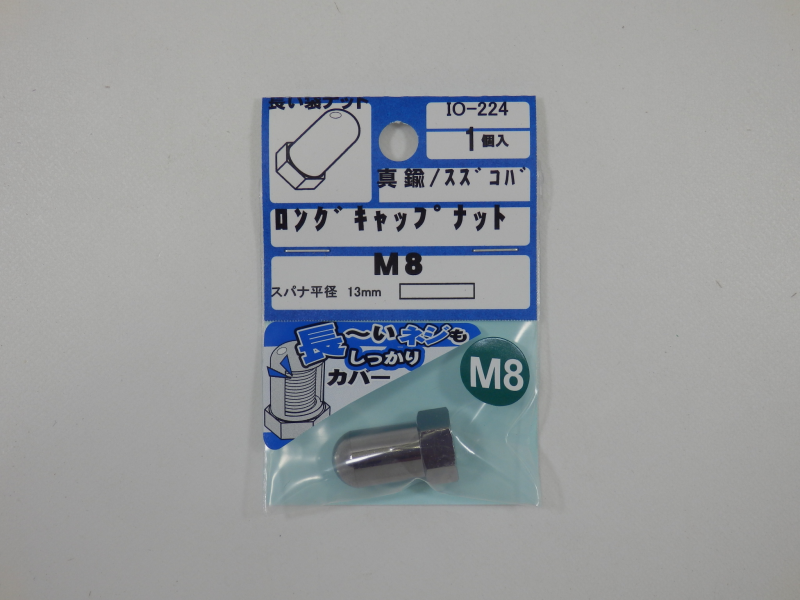 長い袋ナット
IO-224
1個入
真鍮/スズコバ
ロングキャップナット
M8
スパナ平径 13mm
長〜いネジも
しっかり
カバー
M8